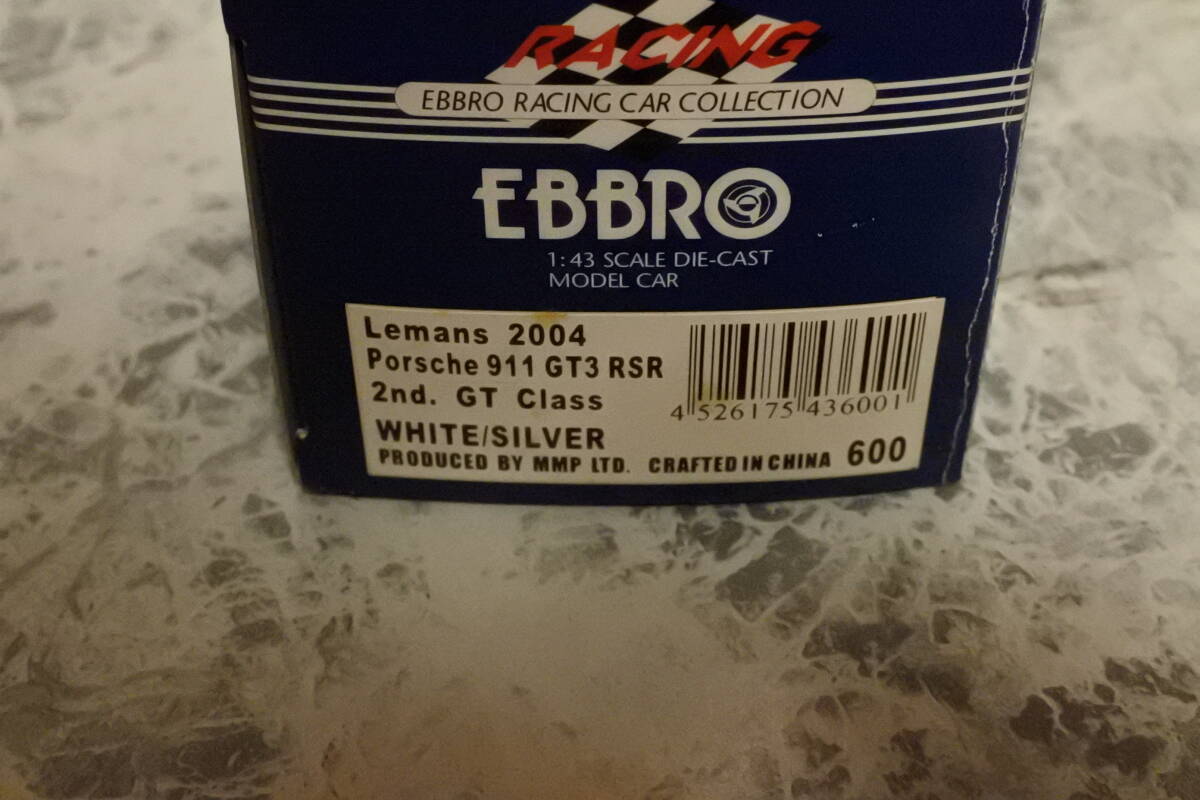 RACING
EBBRO RACING CAR COLLECTION
EBBRO
1:43 SCALE DIE-CAST
MODEL CAR
Lemans 2004
Porsche 911 GT3 RSR
2nd. GT Class
4 526175 436001
WHITE/SILVER
PRODUCED BY MMP LTD. CRAFTED IN CHINA 600